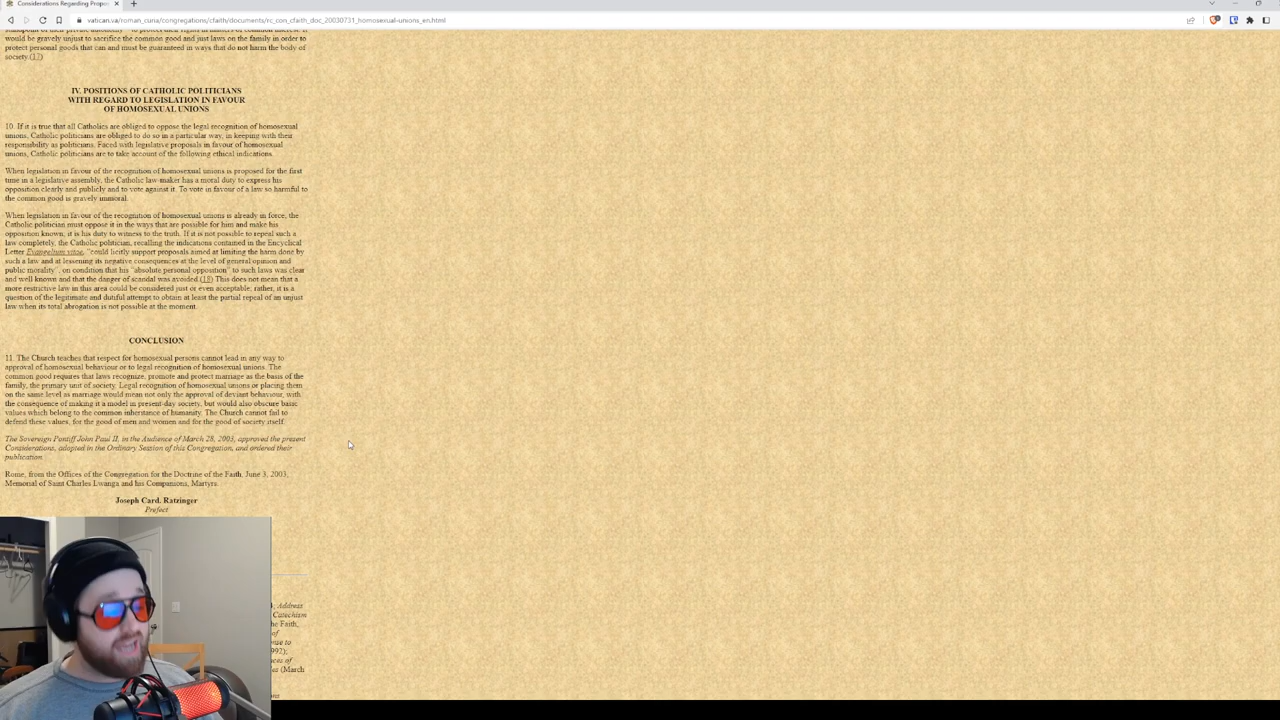 Considerations Regarding Propos
vatican.va/roman_curia/congregations/cfaith/documents/rc_con_cfaith_doc_20030731_homosexual-unions_en.html
would be gravely unjust to sacrifice the common good and just laws on the family in order to
protect personal goods that can and must be guaranteed in ways that do not harm the body of
society.(17)
IV. POSITIONS OF CATHOLIC POLITICIANS
WITH REGARD TO LEGISLATION IN FAVOUR
OF HOMOSEXUAL UNIONS
10. If it is true that all Catholics are obliged to oppose the legal recognition of homosexual
unions, Catholic politicians are obliged to do so in a particular way, in keeping with their
responsibility as politicians. Faced with legislative proposals in favour of homosexual
unions, Catholic politicians are to take account of the following ethical indications.
When legislation in favour of the recognition of homosexual unions is proposed for the first
time in a legislative assembly, the Catholic law-maker has a moral duty to express his
opposition clearly and publicly and to vote against it. To vote in favour of a law so harmful to
the common good is gravely immoral.
When legislation in favour of the recognition of homosexual unions is already in force, the
Catholic politician must oppose it in the ways that are possible for him and make his
opposition known; it is his duty to witness to the truth. If it is not possible to repeal such a
law completely, the Catholic politician, recalling the indications contained in the Encyclical
Letter Evangelium vitae, “could licitly support proposals aimed at limiting the harm done by
such a law and at lessening its negative consequences at the level of general opinion and
public morality”, on condition that his “absolute personal opposition” to such laws was clear
and well known and that the danger of scandal was avoided.(18) This does not mean that a
more restrictive law in this area could be considered just or even acceptable; rather, it is a
question of the legitimate and dutiful attempt to obtain at least the partial repeal of an unjust
law when its total abrogation is not possible at the moment.
CONCLUSION
11. The Church teaches that respect for homosexual persons cannot lead in any way to
approval of homosexual behaviour or to legal recognition of homosexual unions. The
common good requires that laws recognize, promote and protect marriage as the basis of the
family, the primary unit of society. Legal recognition of homosexual unions or placing them
on the same level as marriage would mean not only the approval of deviant behaviour, with
the consequence of making it a model in present-day society, but would also obscure basic
values which belong to the common inheritance of humanity. The Church cannot fail to
defend these values, for the good of men and women and for the good of society itself.
The Sovereign Pontiff John Paul II, in the Audience of March 28, 2003, approved the present
Considerations, adopted in the Ordinary Session of this Congregation, and ordered their
publication.
Rome, from the Offices of the Congregation for the Doctrine of the Faith, June 3, 2003,
Memorial of Saint Charles Lwanga and his Companions, Martyrs.
Joseph Card. Ratzinger
Prefect
Address
Catechism
he Faith,
of
nse to
992);
ces of
(March